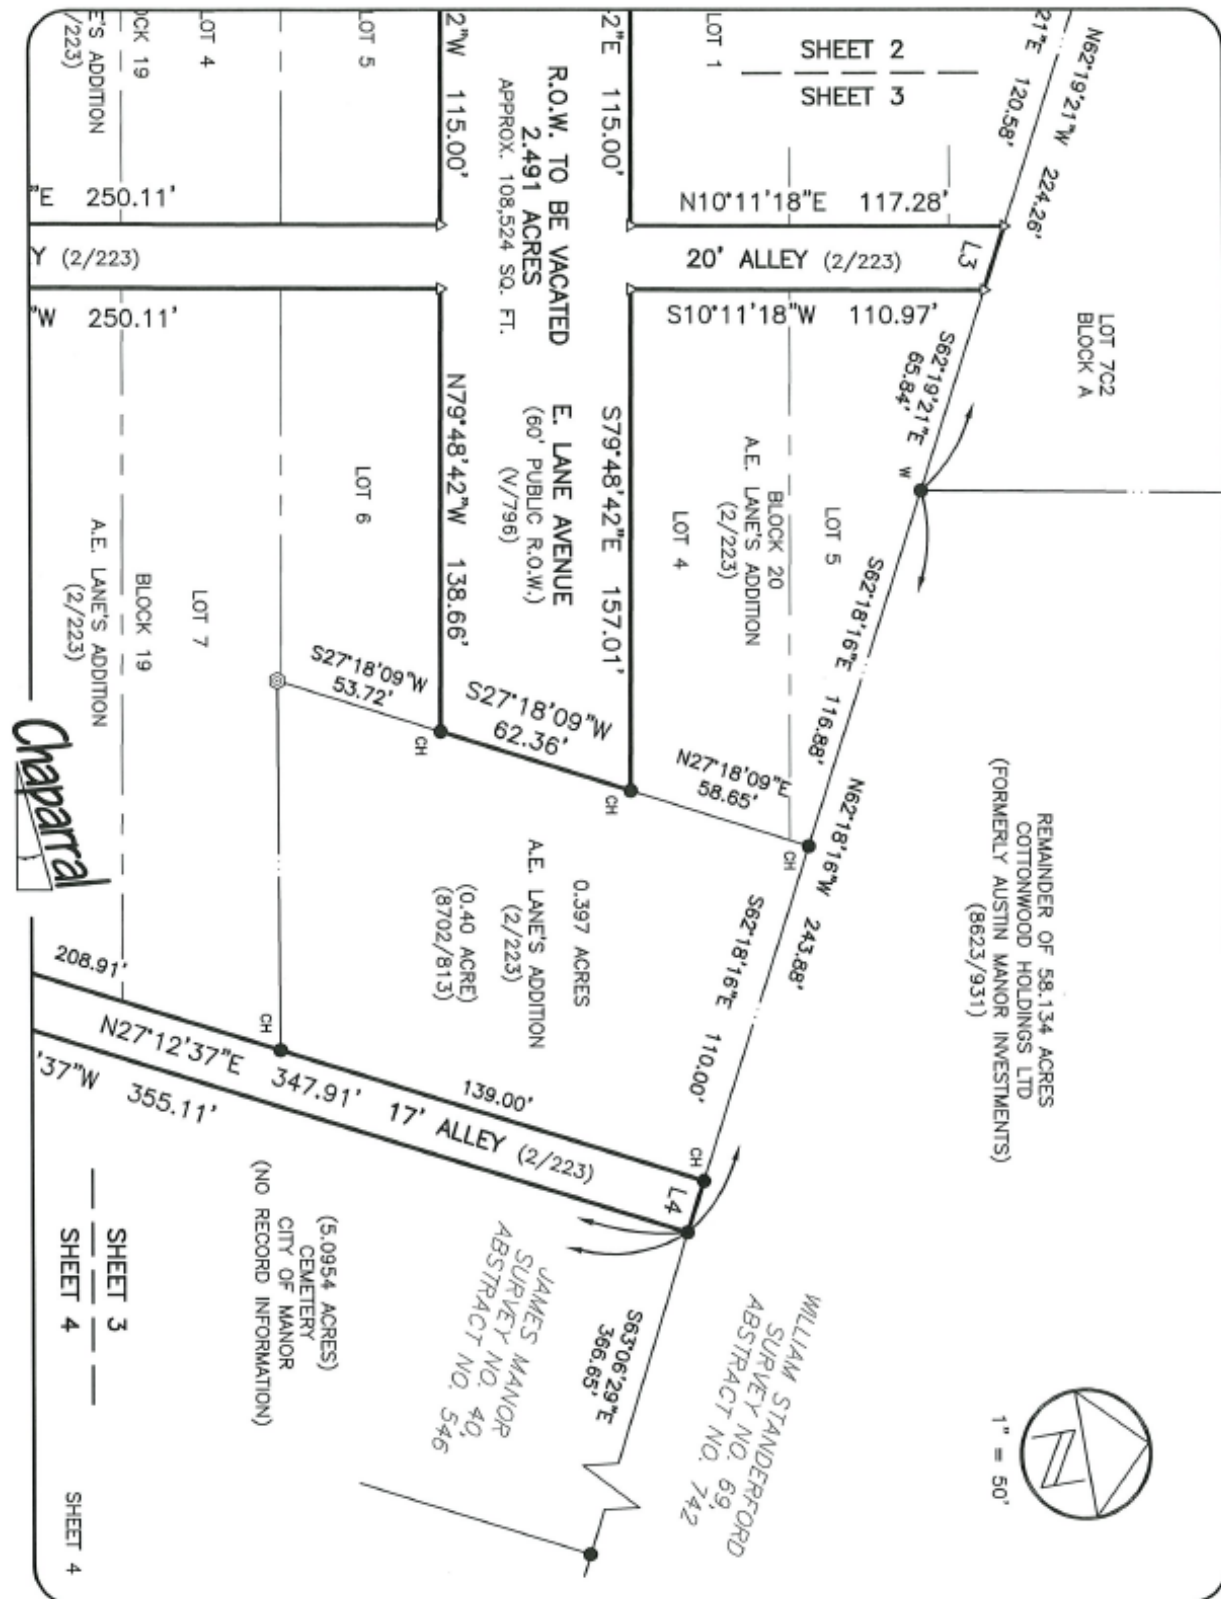 SHEET 2
SHEET 3
LOT 1
21"E 120.58'
N62°19'21"W 224.26'
LOT 7C2
BLOCK A
N10°11'18"E 117.28'
20' ALLEY (2/223)
L3
S10°11'18"W 110.97'
S62°19'21"E
65.84'
W
2"E 115.00'
R.O.W. TO BE VACATED
2.491 ACRES
APPROX. 108,524 SQ. FT.
2"W 115.00'
LOT 5
LOT 4
BLOCK 19
E'S ADDITION
/223)
"E 250.11'
Y (2/223)
"W 250.11'
E. LANE AVENUE
(60' PUBLIC R.O.W.)
(V/796)
S79°48'42"E 157.01'
N79°48'42"W 138.66'
LOT 5
BLOCK 20
A.E. LANE'S ADDITION
(2/223)
LOT 4
LOT 6
LOT 7
BLOCK 19
A.E. LANE'S ADDITION
(2/223)
S62°18'16"E 116.88'
N62°18'16"W 243.88'
S62°18'16"E 110.00'
REMAINDER OF 58.134 ACRES
COTTONWOOD HOLDINGS LTD
(FORMERLY AUSTIN MANOR INVESTMENTS)
(8623/931)
S27°18'09"W
53.72'
CH
S27°18'09"W
62.36'
CH
N27°18'09"E
58.65'
CH
0.397 ACRES
A.E. LANE'S ADDITION
(2/223)
(0.40 ACRE)
(8702/813)
Chaparral
208.91'
CH
N27°12'37"E 347.91'
139.00'
17' ALLEY (2/223)
'37"W 355.11'
CH
L4
(5.0954 ACRES)
CEMETERY
CITY OF MANOR
(NO RECORD INFORMATION)
JAMES MANOR
SURVEY NO. 40,
ABSTRACT NO. 546
WILLIAM STANDERFORD
SURVEY NO. 69,
ABSTRACT NO. 742
S63°06'29"E
366.65'
SHEET 3
SHEET 4
N
1" = 50'
SHEET 4